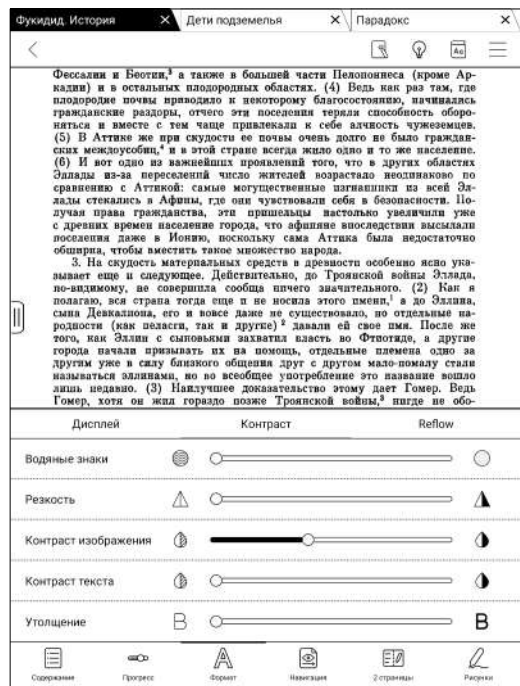 Фукидид. История
Дети подземелья
Парадокс
Фессалии и Беотии,³ а также в большей части Пелопоннеса (кроме Ар-
кадии) и в остальных плодородных областях. (4) Ведь как раз там, где
плодородие почвы приводило к некоторому благосостоянию, начинались
гражданские раздоры, отчего эти поселения теряли способность оборо-
няться и вместе с тем чаще привлекали к себе алчность чужеземцев.
(5) В Аттике же при скудости ее почвы очень долго не было граждан-
ских междоусобиц,⁴ и в этой стране всегда жило одно и то же население.
(6) И вот одно из важнейших проявлений того, что в других областях
Эллады из-за переселений число жителей возрастало неодинаково по
сравнению с Аттикой: самые могущественные изгнанники из всей Эл-
лады стекались в Афины, где они чувствовали себя в безопасности. По-
лучая права гражданства, эти пришельцы настолько увеличили уже
с древних времен население города, что афиняне впоследствии высылали
поселения даже в Ионию, поскольку сама Аттика была недостаточно
обширна, чтобы вместить такое множество народа.
3. На скудость материальных средств в древности особенно ясно ука-
зывает еще и следующее. Действительно, до Троянской войны Эллада,
по-видимому, не совершила сообща ничего значительного. (2) Как я
полагаю, вся страна тогда еще и не носила этого имени,¹ а до Эллина,
сына Девкалиона, его и вовсе даже не существовало, но отдельные на-
родности (как пеласги, так и другие)² давали ей свое имя. После же
того, как Эллин с сыновьями захватил власть во Фтиотиде, а другие
города начали призывать их на помощь, отдельные племена одно за
другим уже в силу близкого общения друг с другом мало-помалу стали
называться эллинами, но во всеобщее употребление это название вошло
лишь недавно. (3) Наилучшее доказательство этому дает Гомер. Ведь
Гомер, хотя он жил гораздо позже Троянской войны,³ нигде не обо-
Дисплей
Контраст
Reflow
Водяные знаки
Резкость
Контраст изображения
Контраст текста
Утолщение
B
B
Содержание
Прогресс
Формат
Навигация
2 страницы
Рисунки